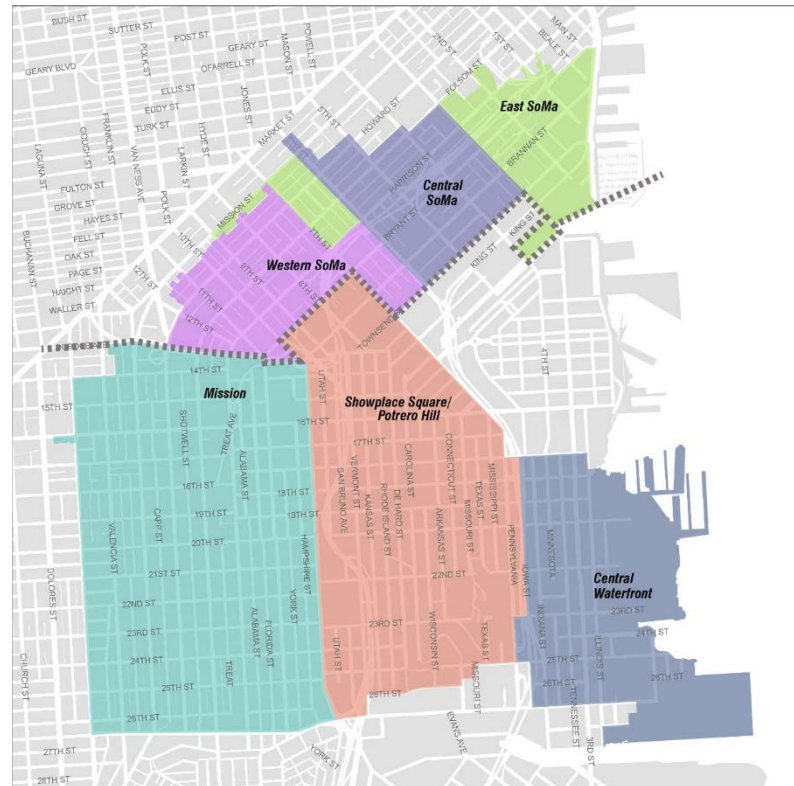 BUSH ST
SUTTER ST
POST ST
GEARY ST
MASON ST
POWELL ST
MAIN ST
BEALE ST
1ST ST
2ND ST
GEARY BLVD
POLK ST
OFARRELL ST
ELLIS ST
EDDY ST
TURK ST
JONES ST
HYDE ST
LARKIN ST
FRANKLIN ST
GOUGH ST
VAN NESS AVE
LAGUNA ST
MARKET ST
5TH ST
HOWARD ST
FOLSOM ST
East SoMa
BRANNAN ST
HARRISON ST
Central
SoMa
BRYANT ST
FULTON ST
GROVE ST
HAYES ST
FELL ST
OAK ST
PAGE ST
HAIGHT ST
WALLER ST
BUCHANAN ST
POLK ST
MISSION ST
10TH ST
12TH ST
7TH ST
KING ST
KING ST
Western SoMa
9TH ST
6TH ST
11TH ST
12TH ST
TOWNSEND
4TH ST
14TH ST
15TH ST
Mission
UTAH ST
Showplace Square/
Potrero Hill
SHOTWELL ST
TREAT AVE
16TH ST
17TH ST
ALABAMA ST
SAN BRUNO AVE
VERMONT ST
KANSAS ST
RHODE ISLAND ST
DE HARO ST
CAROLINA ST
CONNECTICUT ST
ARKANSAS ST
MISSOURI ST
TEXAS ST
MISSISSIPPI ST
PENNSYLVANIA
18TH ST
18TH ST
19TH ST
19TH ST
20TH ST
VALENCIA ST
CAPP ST
HAMPSHIRE ST
IOWA ST
MINNESOTA
21ST ST
22ND ST
22ND ST
Central
Waterfront
DOLORES ST
YORK ST
FLORIDA ST
ALABAMA ST
23RD ST
23RD ST
23RD ST
24TH ST
24TH ST
WISCONSIN ST
TEXAS ST
INDIANA ST
ILLINOIS ST
CHURCH ST
TREAT
UTAH ST
25TH ST
25TH ST
MISSOURI ST
26TH ST
26TH ST
26TH ST
26TH ST
TENNESSEE ST
3RD ST
EVANS AVE
YORK ST
27TH ST
28TH ST